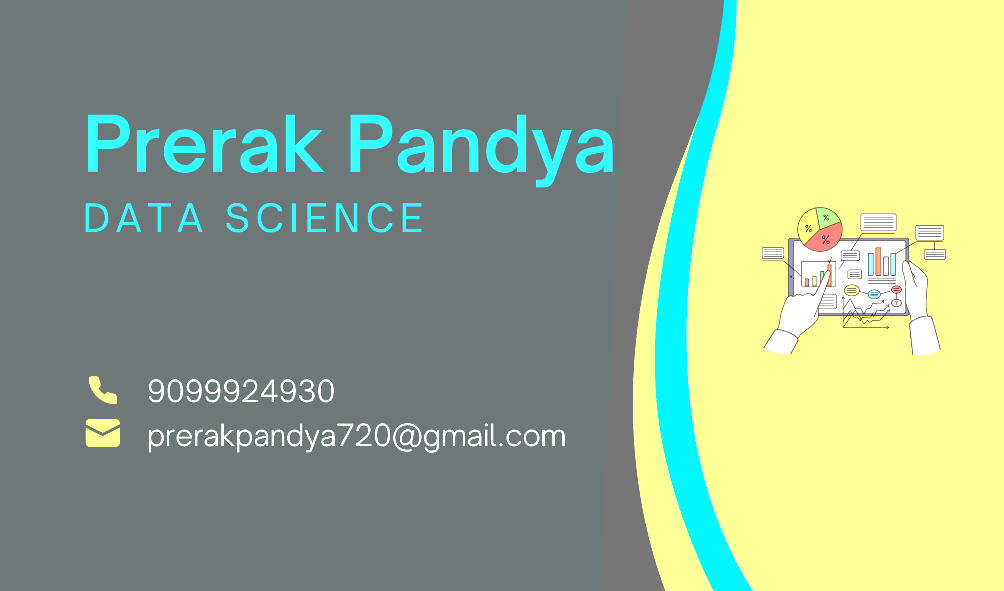 Prerak Pandya
DATA SCIENCE
9099924930
prerakpandya720@gmail.com
%
%
%
?